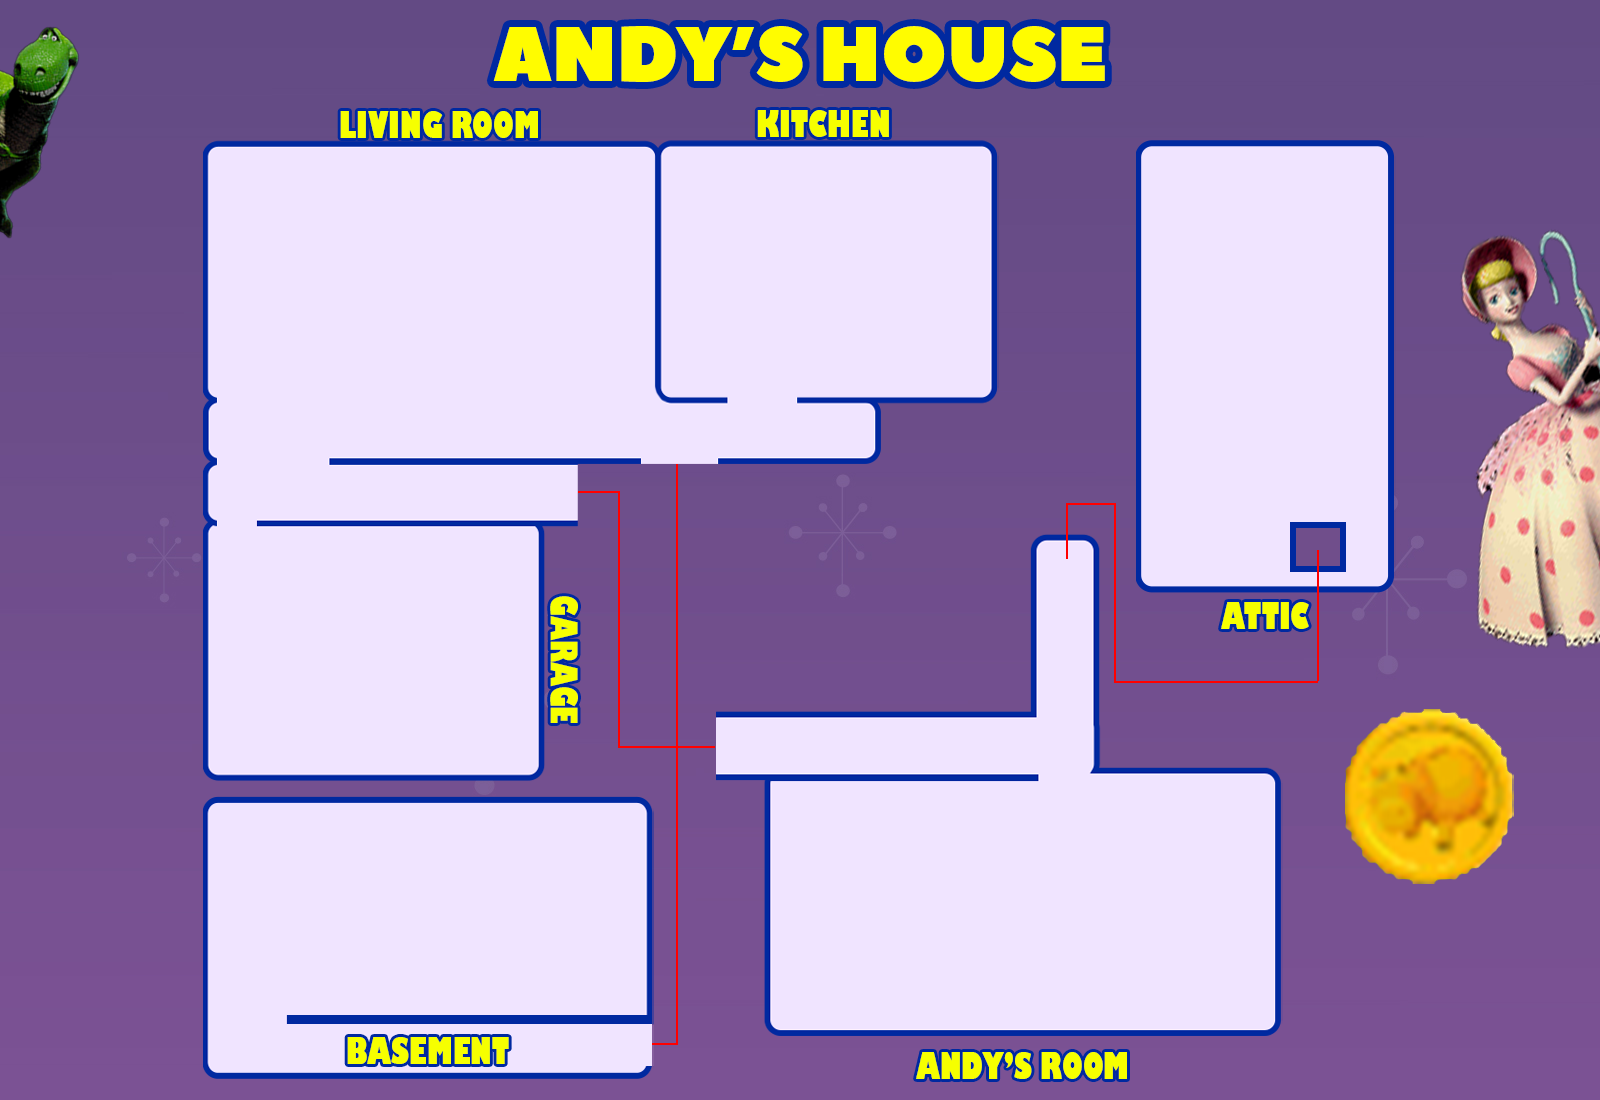 ANDY'S HOUSE
LIVING ROOM
KITCHEN
GARAGE
ATTIC
BASEMENT
ANDY'S ROOM